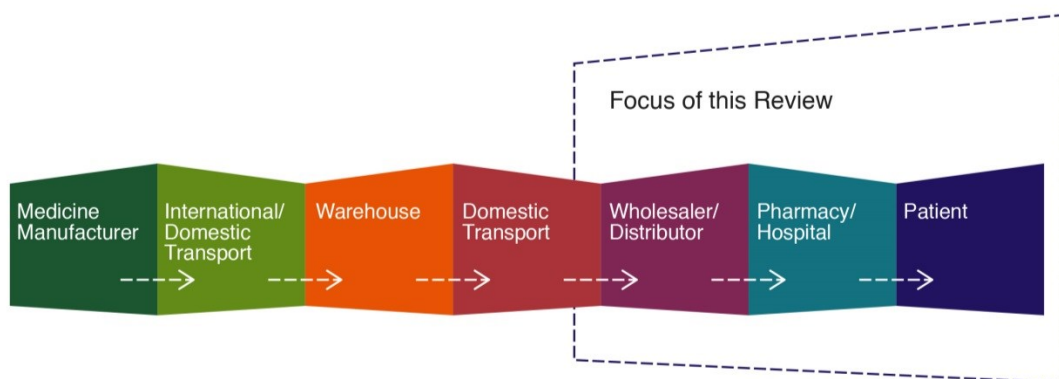 Focus of this Review
Medicine
Manufacturer
International/
Domestic
Transport
Warehouse
Domestic
Transport
Wholesaler/
Distributor
Pharmacy/
Hospital
Patient